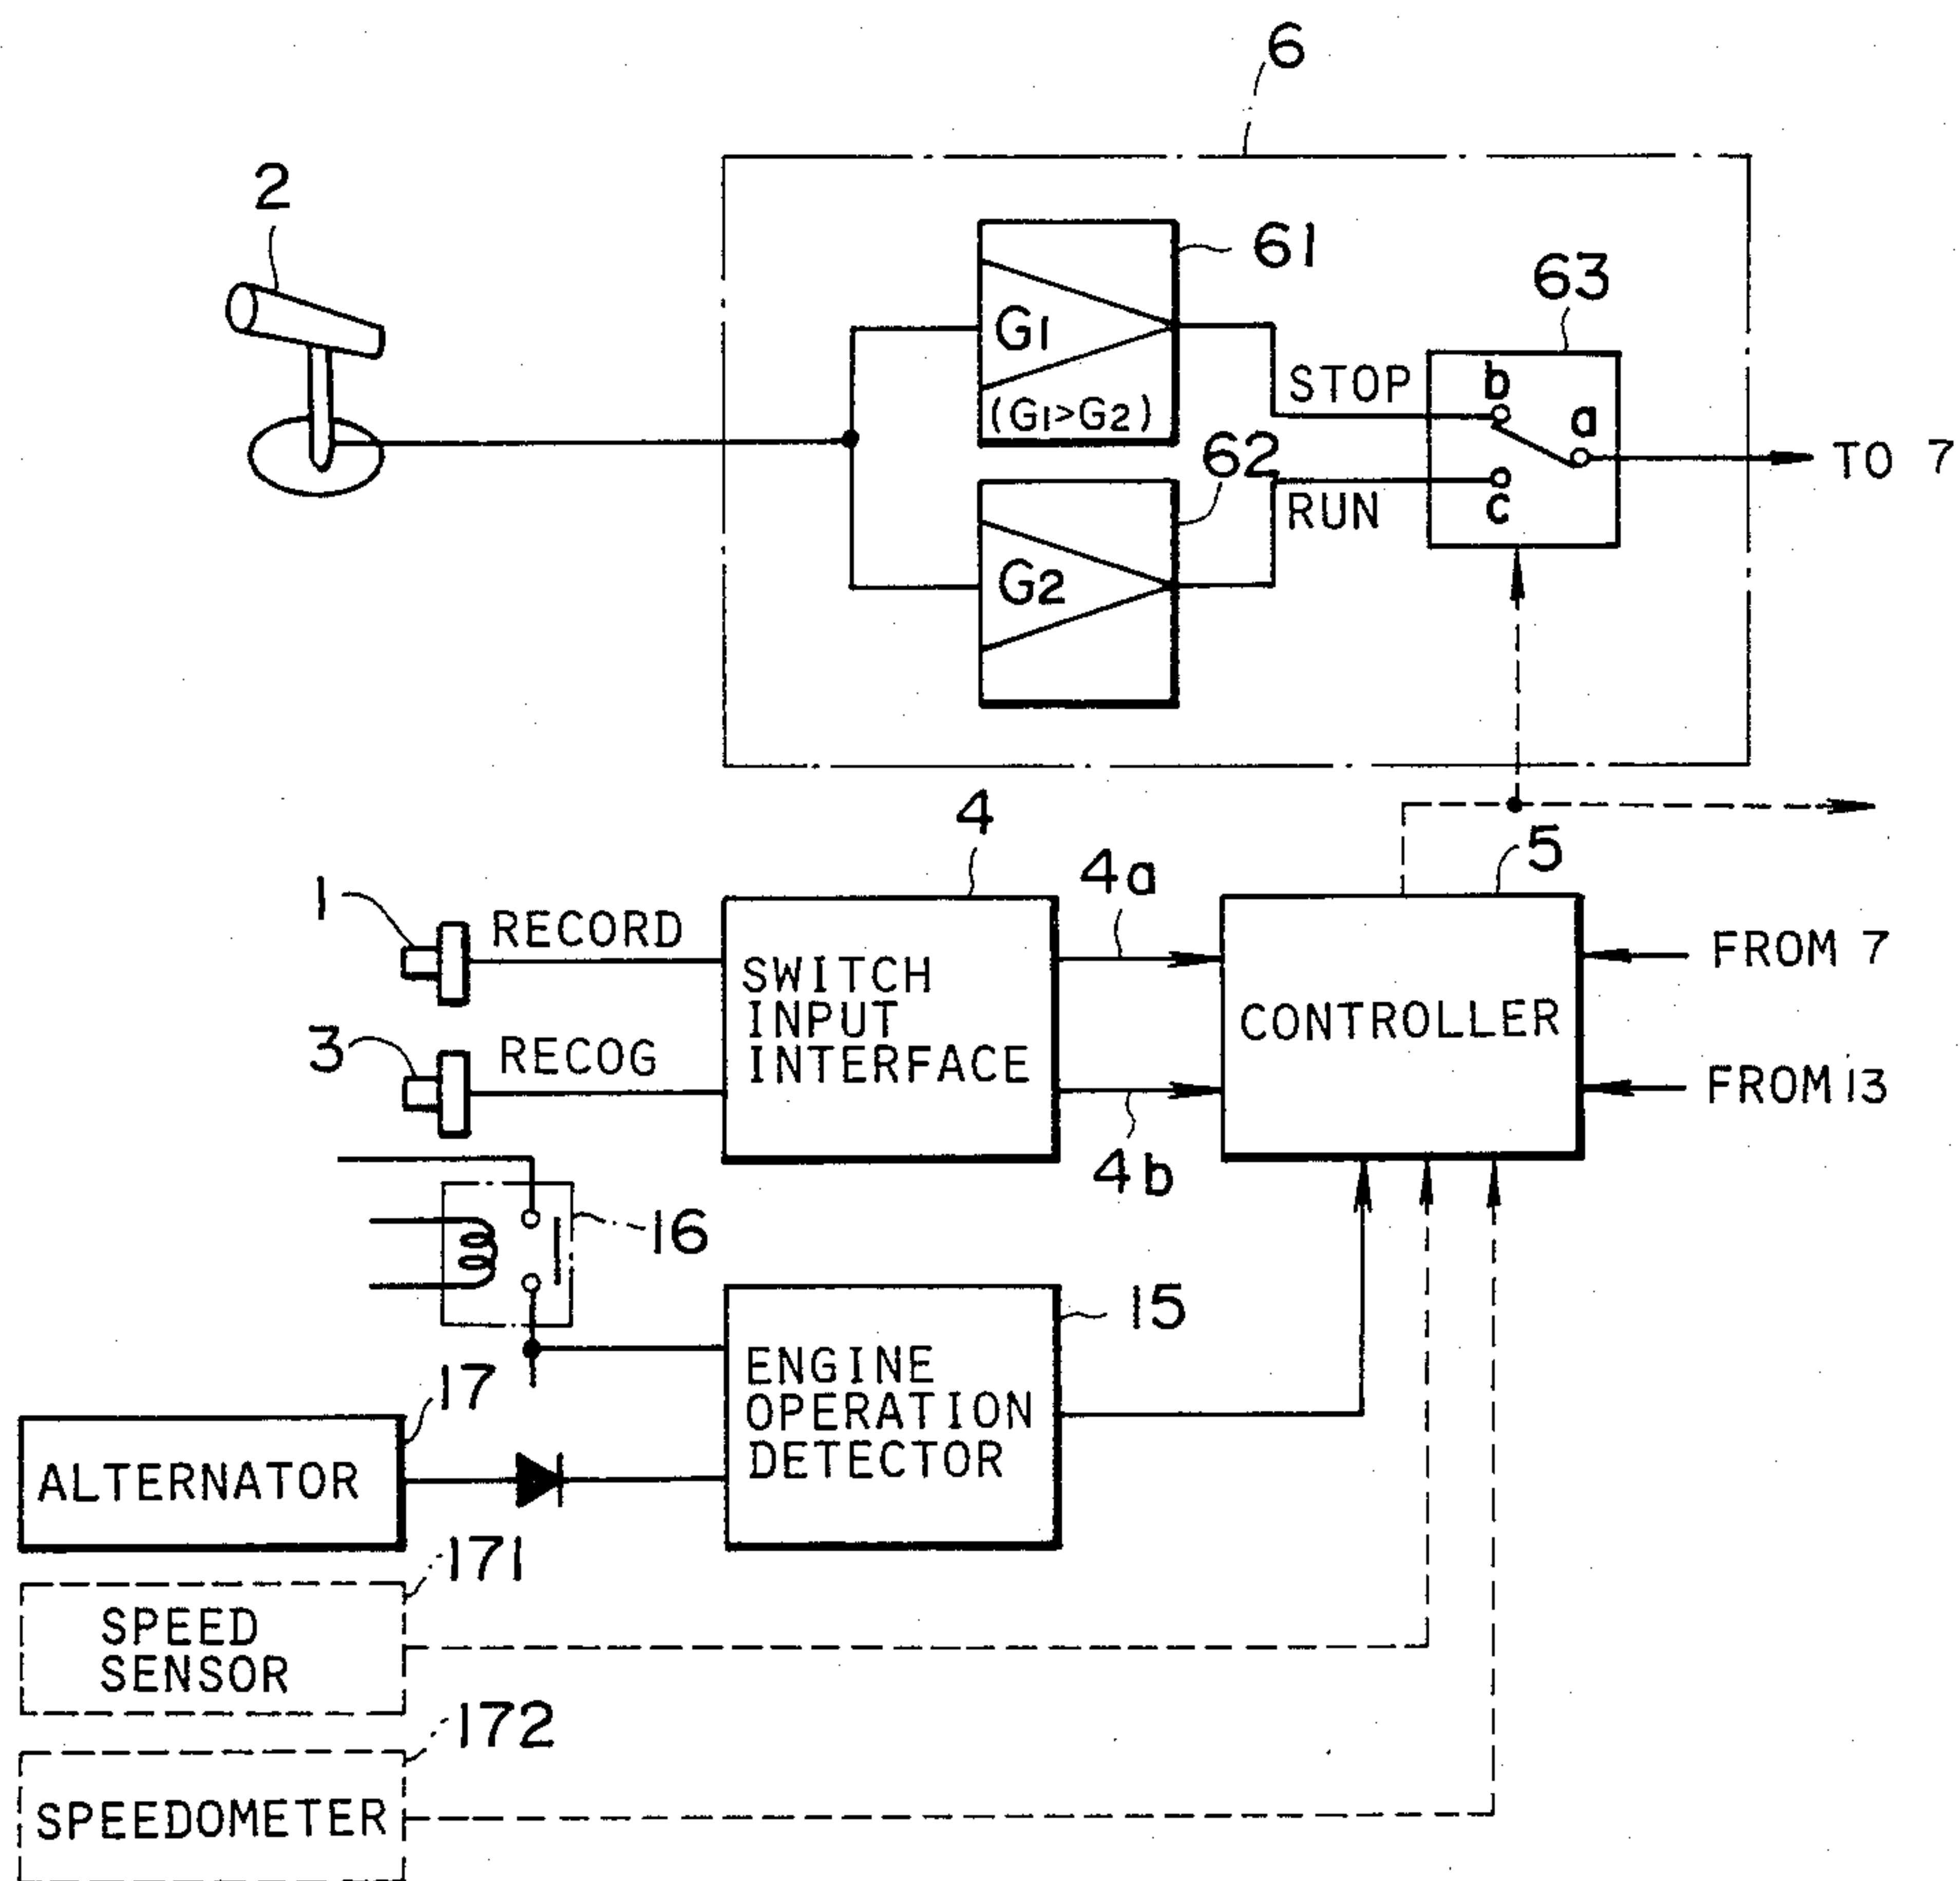 6
2
61
63
G1
STOP
b
a
(G1>G2)
62
TO 7
RUN
c
G2
4
4a
5
1
RECORD
FROM 7
SWITCH
INPUT
INTERFACE
CONTROLLER
3
RECOG
FROM 13
4b
16
15
ENGINE
OPERATION
DETECTOR
17
ALTERNATOR
171
SPEED
SENSOR
172
SPEEDOMETER